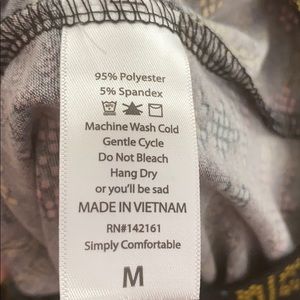 95% Polyester
5% Spandex
Machine Wash Cold
Gentle Cycle
Do Not Bleach
Hang Dry
or you'll be sad
MADE IN VIETNAM
RN#142161
Simply Comfortable
M